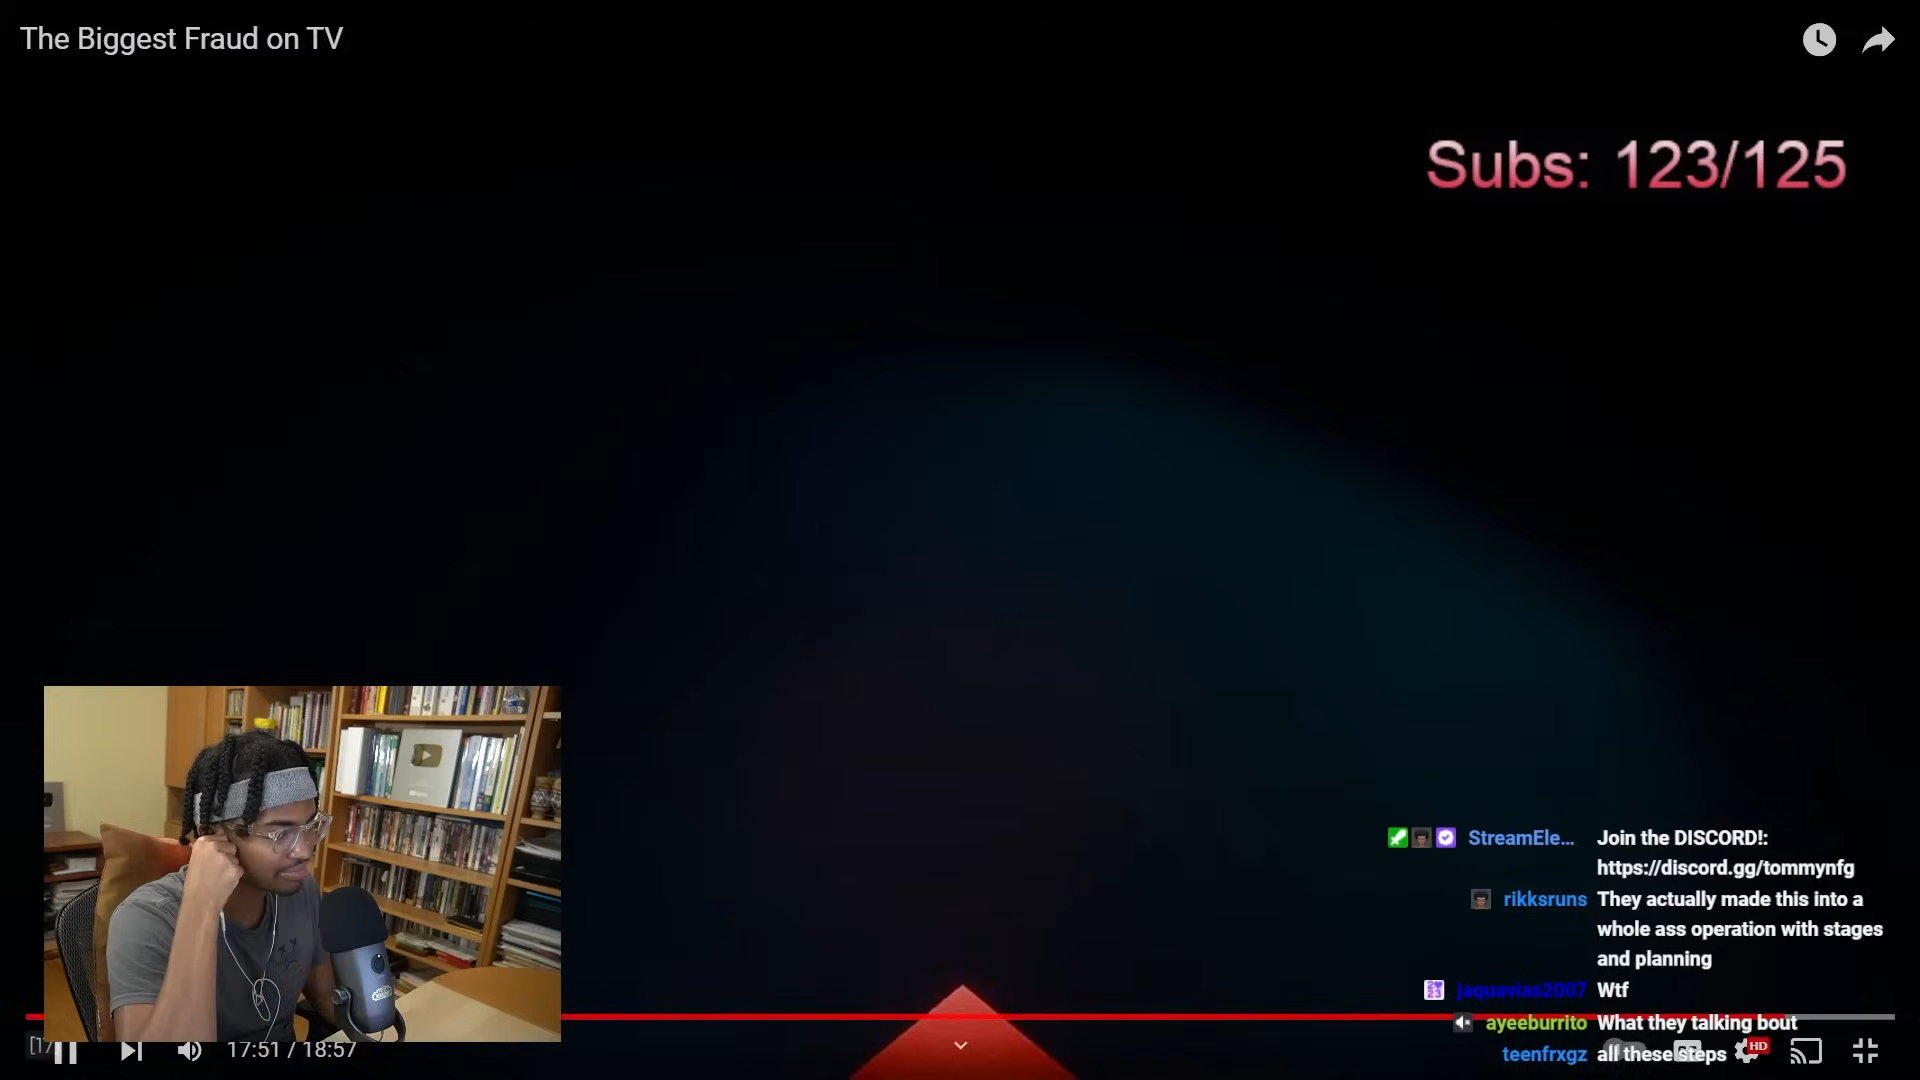 The Biggest Fraud on TV
Subs: 123/125
StreamEle... Join the DISCORD!:
https://discord.gg/tommynfg
rikksruns They actually made this into a
whole ass operation with stages
and planning
jaquavias2007 Wtf
ayeeburrito What they talking bout
teenfrxgz all these steps
HD
17:51 / 18:57